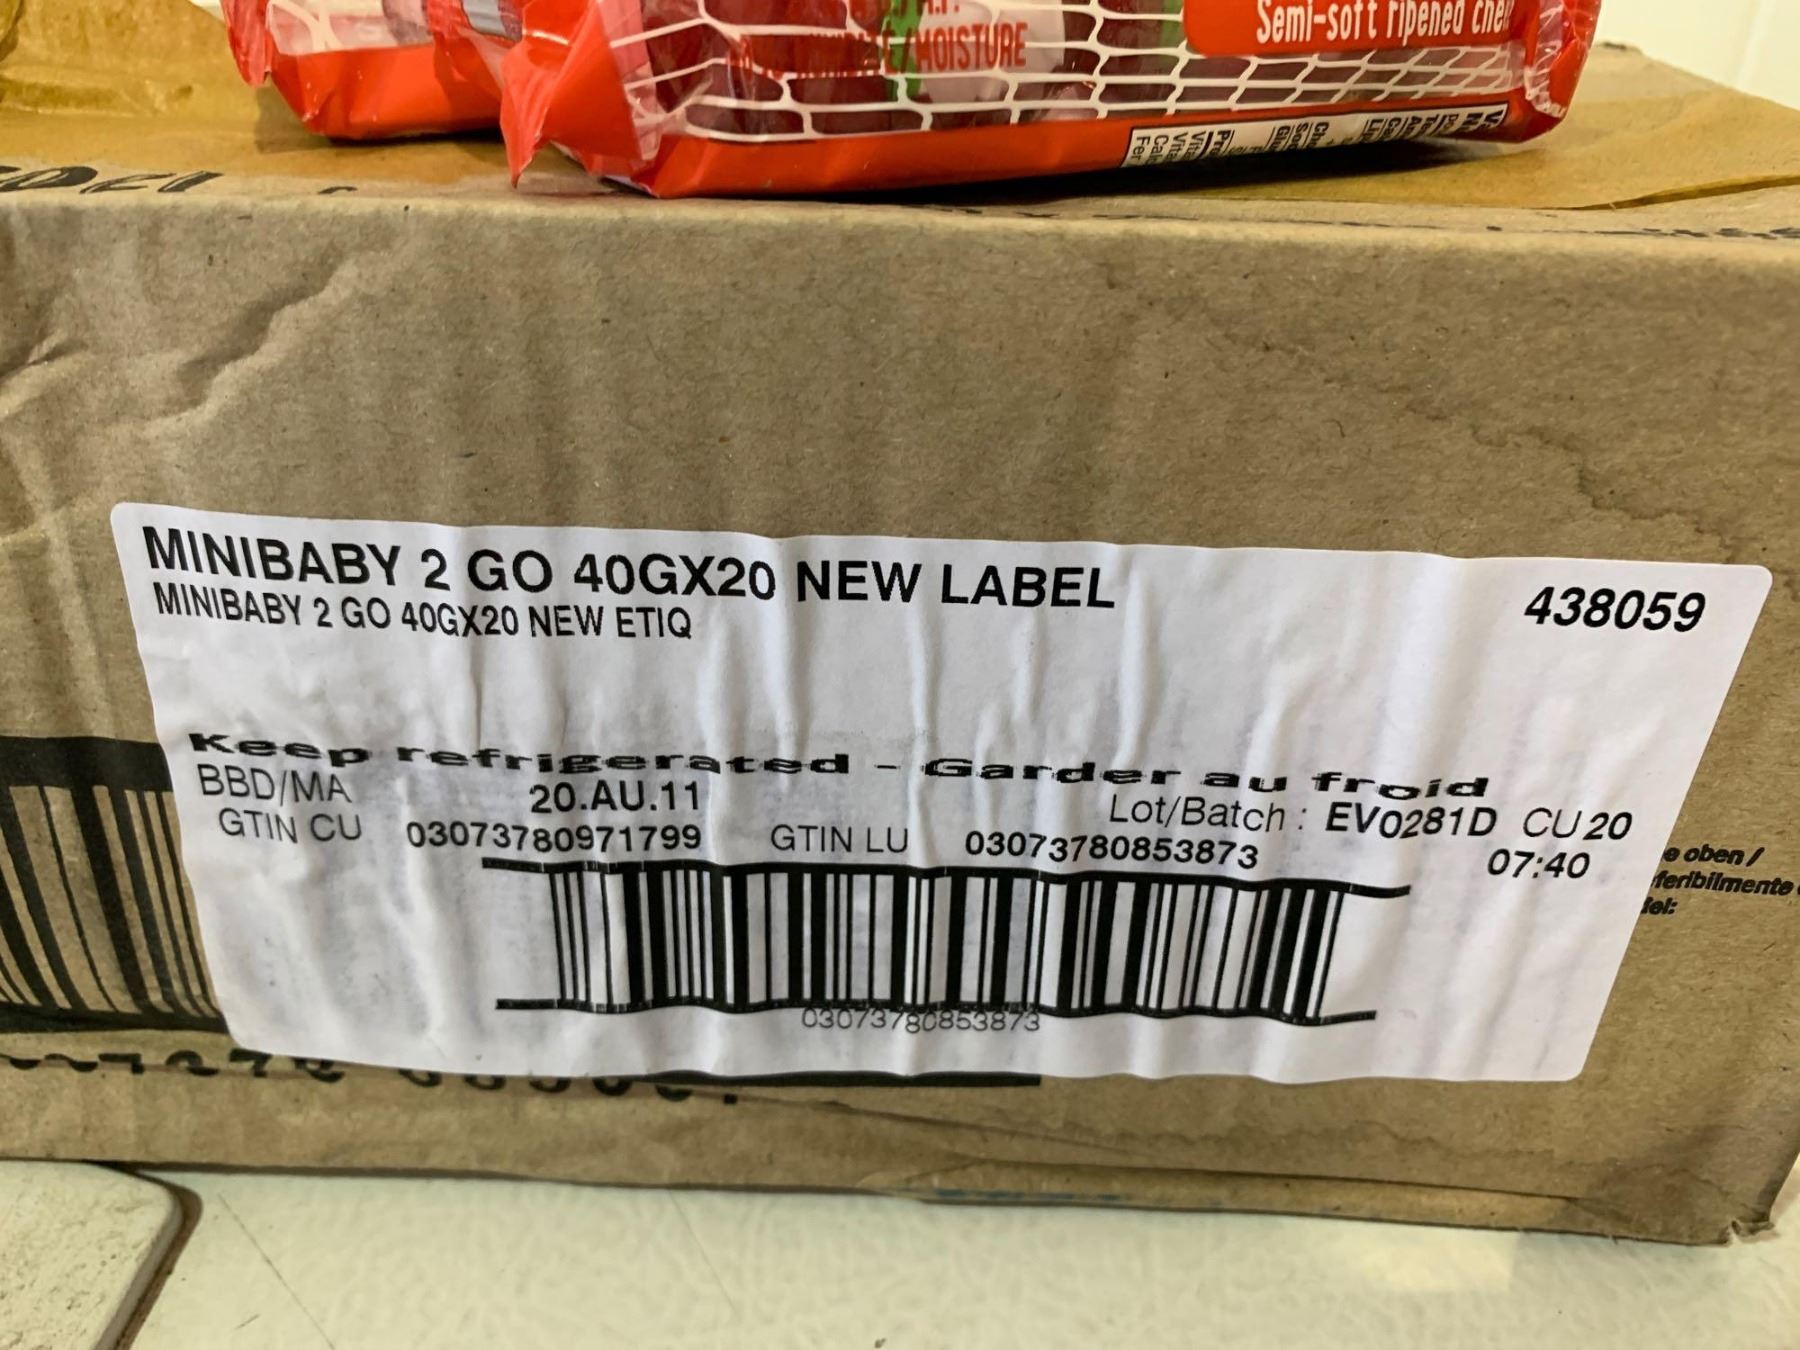 MOISTURE
Semi-soft ripened
MINIBABY 2 GO 40GX20 NEW LABEL
438059
MINIBABY 2 GO 40GX20 NEW ETIQ
Keep refrigerated - Garder au froid
BBD/MA 20.AU.11 Lot/Batch : EV0281D CU 20
GTIN CU 03073780971799 GTIN LU 03073780853873 07:40
03073780853873
e oben /
feribilmente
del: